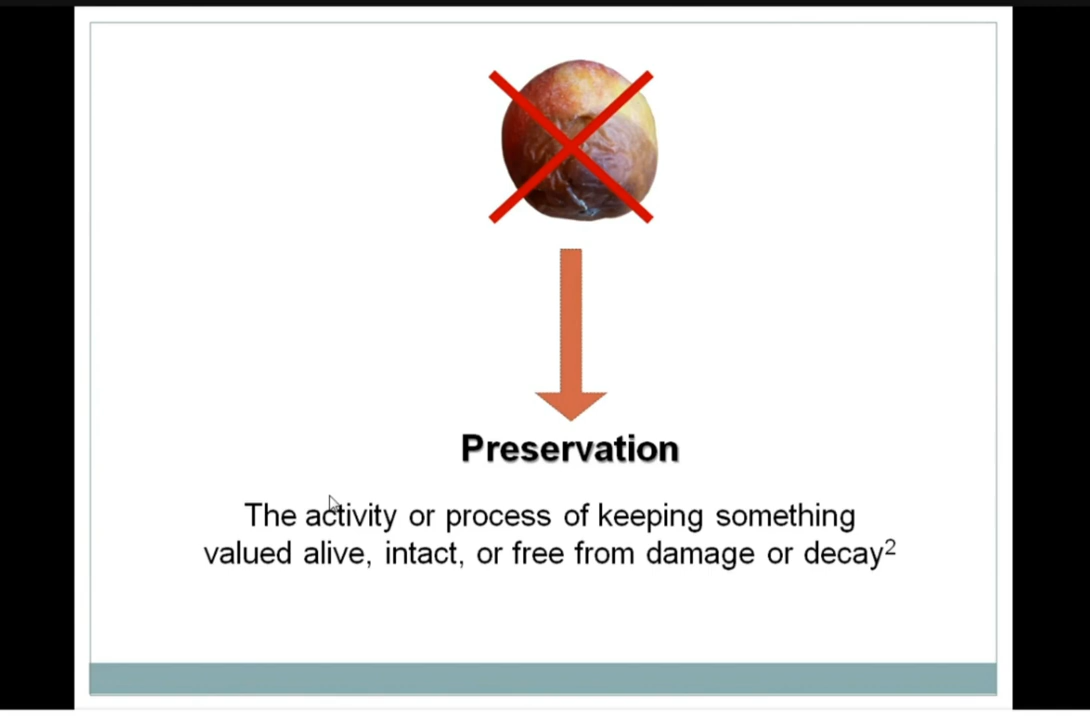 Preservation
The activity or process of keeping something
valued alive, intact, or free from damage or decay²